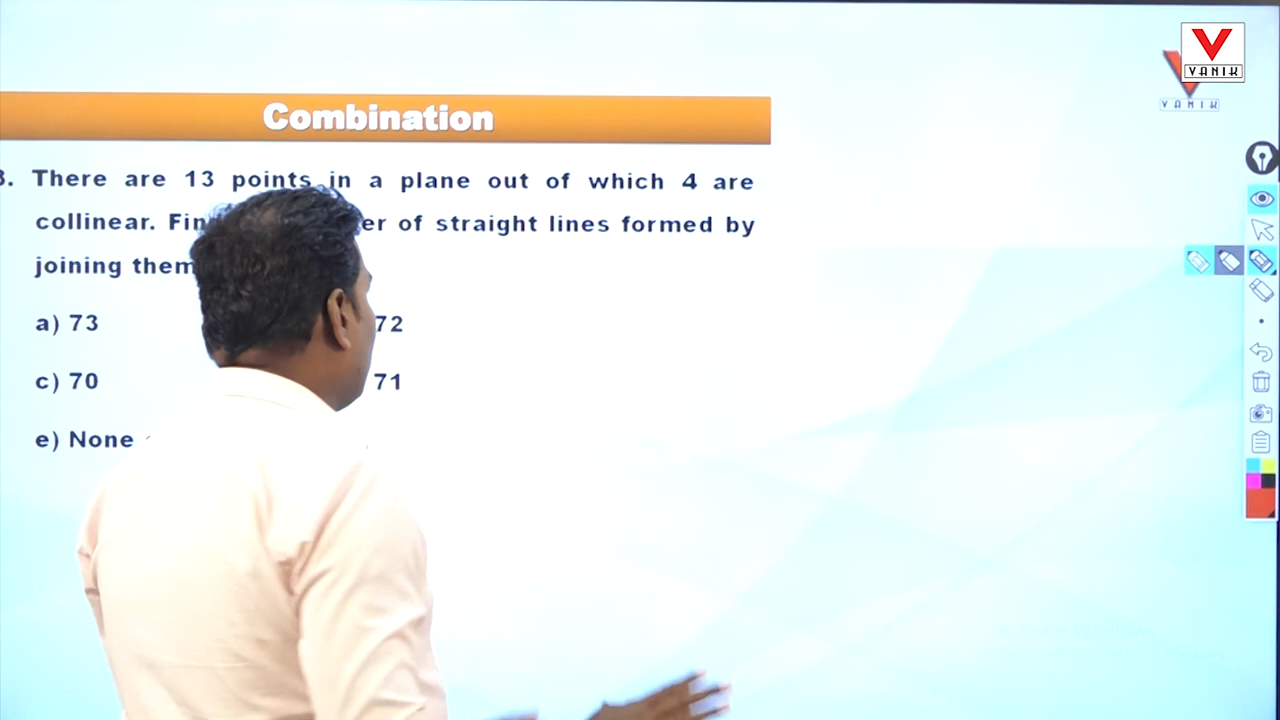 VANIK
VANIK
Combination
3. There are 13 points in a plane out of which 4 are
collinear. er of straight lines formed by
joining them
a) 73 72
c) 70 71
e) None